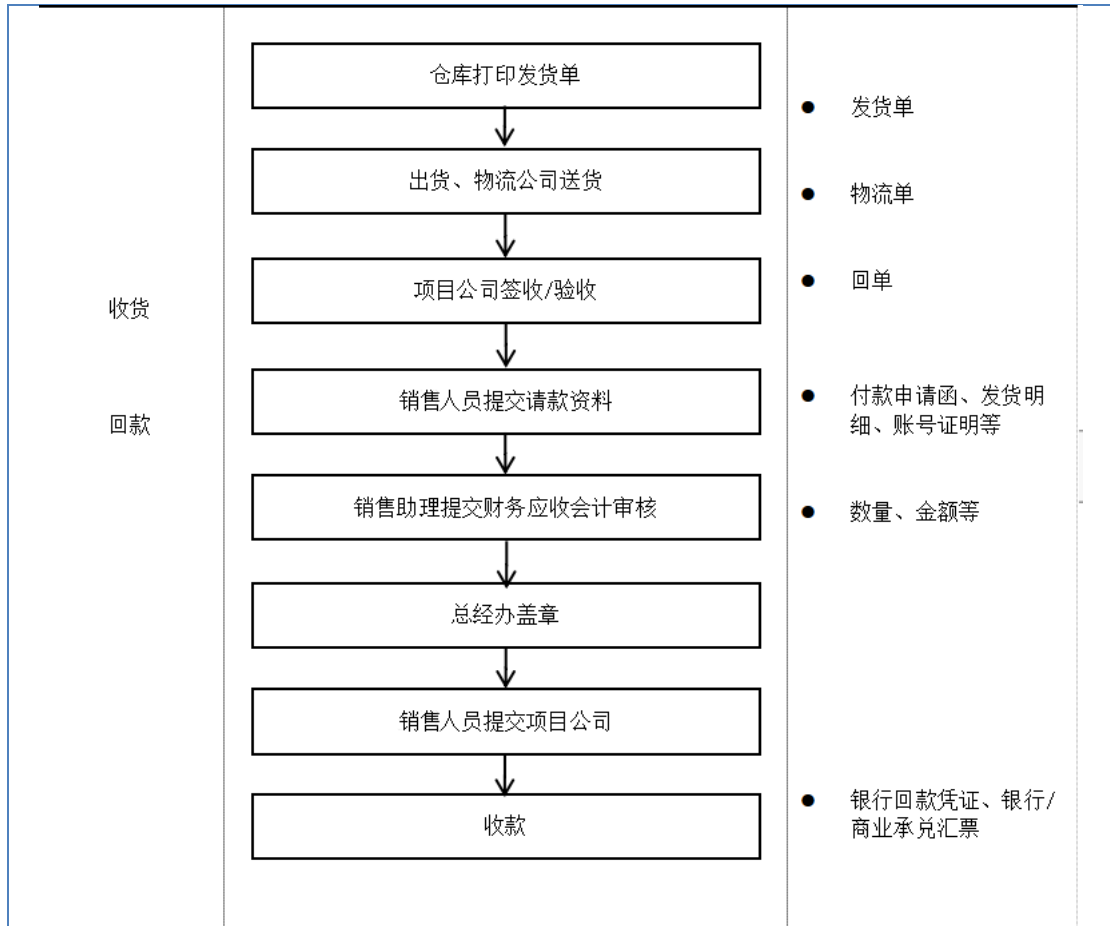 仓库打印发货单
● 发货单
出货、物流公司送货
● 物流单
项目公司签收/验收
● 回单
收货
销售人员提交请款资料
● 付款申请函、发货明
细、账号证明等
回款
销售助理提交财务应收会计审核
● 数量、金额等
总经办盖章
销售人员提交项目公司
收款
● 银行回款凭证、银行/
商业承兑汇票